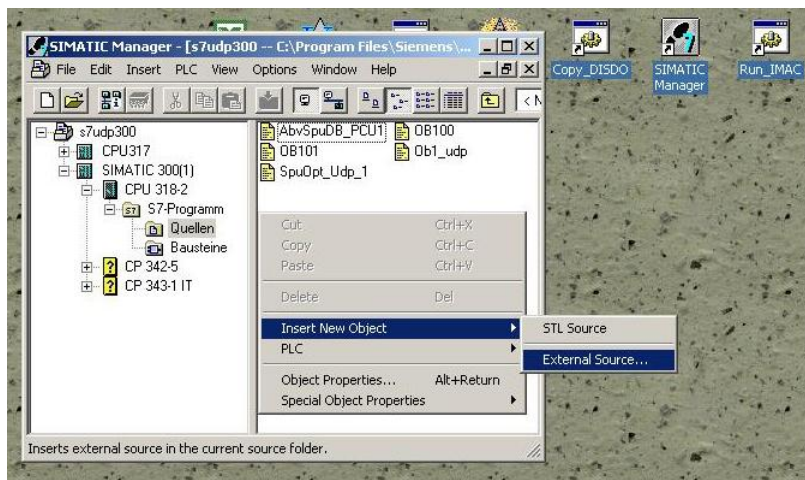 SIMATIC Manager - [s7udp300 -- C:\Program Files\Siemens\...
File Edit Insert PLC View Options Window Help
< N
s7udp300
CPU317
SIMATIC 300(1)
CPU 318-2
S7-Programm
Quellen
Bausteine
CP 342-5
CP 343-1 IT
AbvSpuDB_PCU1
OB100
OB101
Ob1_udp
SpuOpt_Udp_1
Cut Ctrl+X
Copy Ctrl+C
Paste Ctrl+V
Delete Del
Insert New Object
PLC
Object Properties... Alt+Return
Special Object Properties
STL Source
External Source...
Inserts external source in the current source folder.
Copy_DISDO
SIMATIC
Manager
Run_IMAC